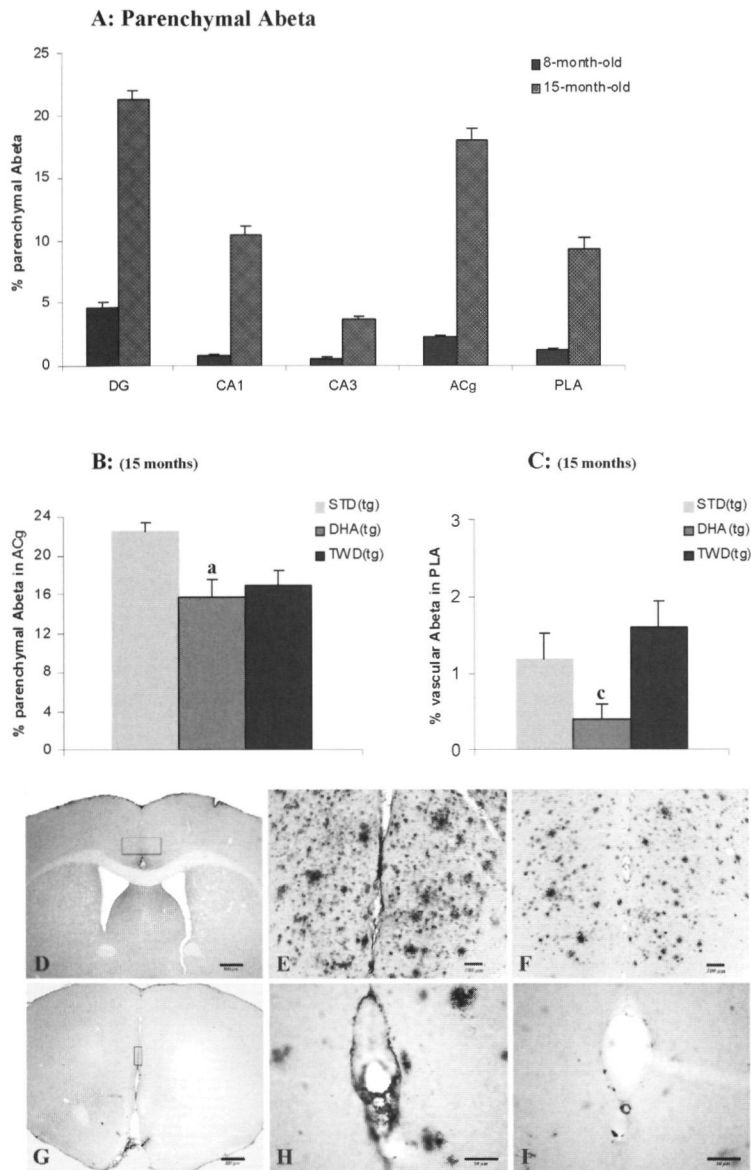 A: Parenchymal Abeta
8-month-old
15-month-old
% parenchymal Abeta
25
20
15
10
5
0
DG CA1 CA3 ACg PLA
B: (15 months)
STD(tg)
DHA(tg)
TWD(tg)
% parenchymal Abeta in ACg
24
20
16
12
8
4
0
a
C: (15 months)
STD(tg)
DHA(tg)
TWD(tg)
% vascular Abeta in PLA
3
2
1
0
c
D
E
F
G
H
I